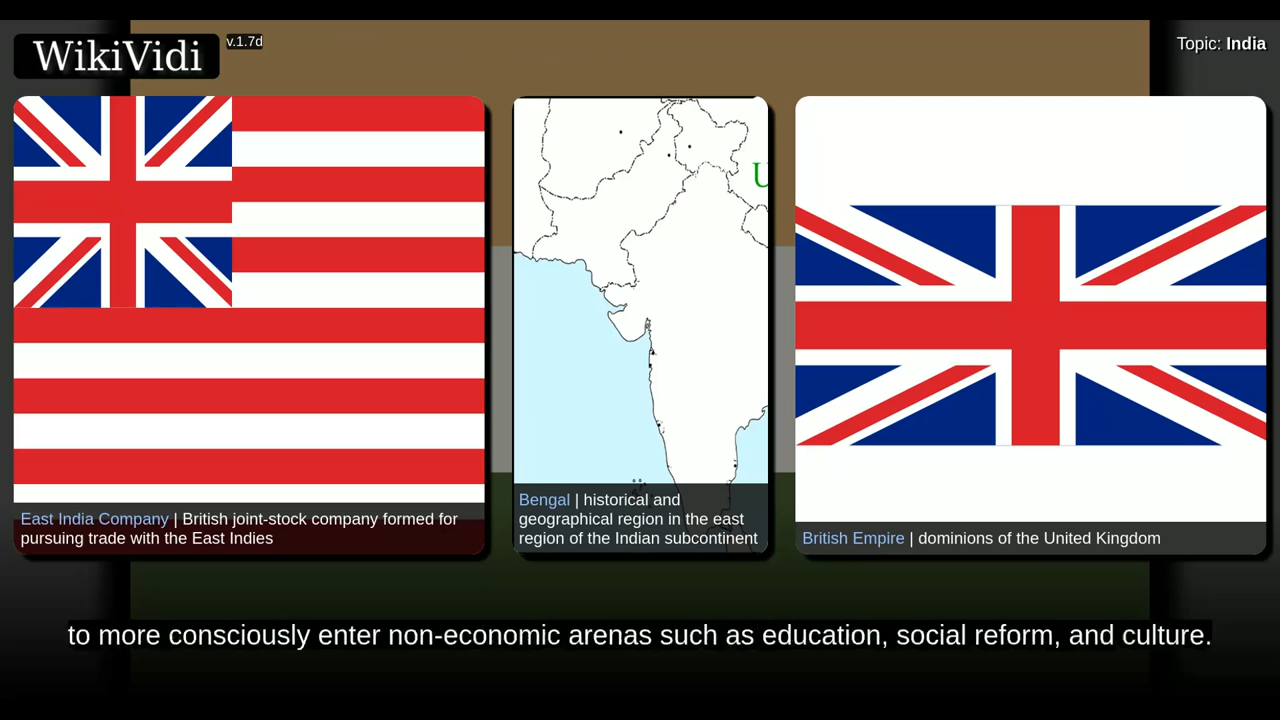 WikiVidi
v.1.7d
Topic: India
U
East India Company | British joint-stock company formed for
pursuing trade with the East Indies
Bengal | historical and
geographical region in the east
region of the Indian subcontinent
British Empire | dominions of the United Kingdom
to more consciously enter non-economic arenas such as education, social reform, and culture.